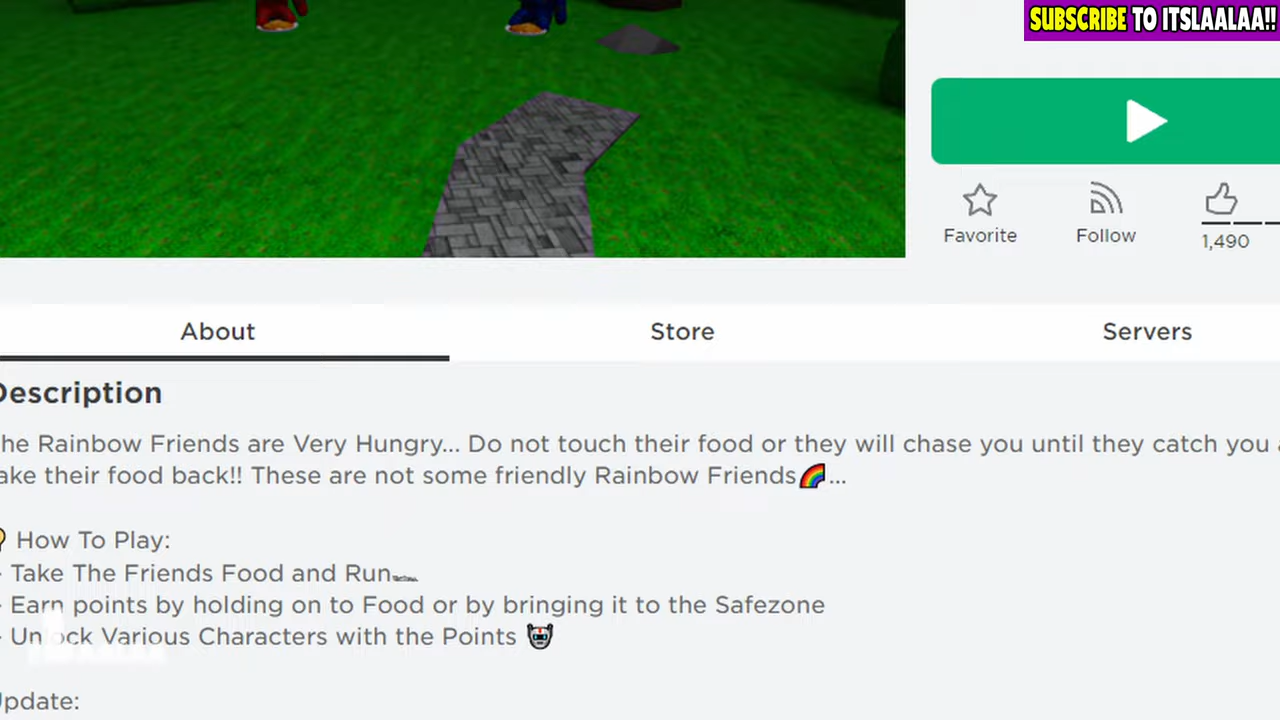 SUBSCRIBE TO ITSLAALAA!!
Favorite
Follow
1,490
About
Store
Servers
Description
he Rainbow Friends are Very Hungry... Do not touch their food or they will chase you until they catch you a
ake their food back!! These are not some friendly Rainbow Friends🌈...
How To Play:
- Take The Friends Food and Run
- Earn points by holding on to Food or by bringing it to the Safezone
- Unlock Various Characters with the Points 🤖
Update: